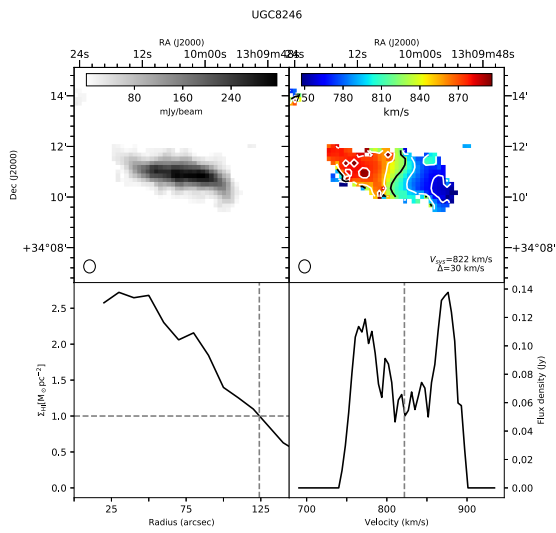 UGC8246
RA (J2000)
RA (J2000)
24s 12s 10m00s 13h09m48s
24s 12s 10m00s 13h09m48s
80 160 240
mJy/beam
750 780 810 840 870
km/s
14'
12'
10'
+34°08'
Dec (J2000)
14'
12'
10'
+34°08'
Vsys=822 km/s
Δ=30 km/s
2.5
2.0
1.5
1.0
0.5
0.0
ΣHI[M⊙pc⁻²]
25 75 125
Radius (arcsec)
0.14
0.12
0.10
0.08
0.06
0.04
0.02
0.00
Flux density (Jy)
700 800 900
Velocity (km/s)